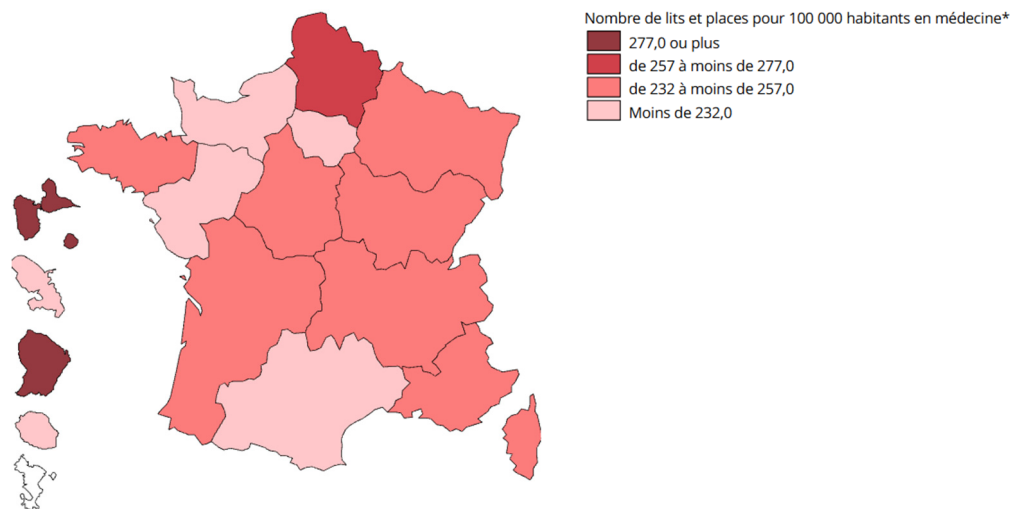 Nombre de lits et places pour 100 000 habitants en médecine*
277,0 ou plus
de 257 à moins de 277,0
de 232 à moins de 257,0
Moins de 232,0